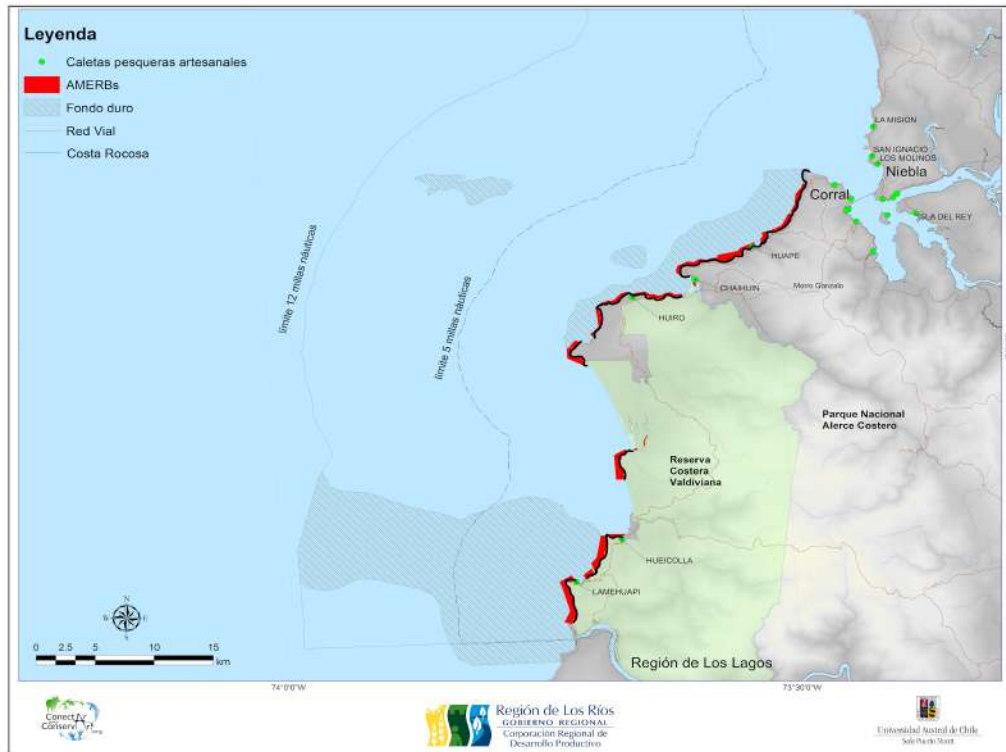 Leyenda
Caletas pesqueras artesanales
AMERBs
Fondo duro
Red Vial
Costa Rocosa
límite 12 millas náuticas
límite 5 millas náuticas
LA MISION
SAN IGNACIO
LOS MOLINOS
Niebla
Corral
ISLA DEL REY
HUAPE
CHAIHUIN
Morro Gonzalo
HUIRO
Parque Nacional
Alerce Costero
Reserva
Costera
Valdiviana
HUEICOLLA
LAMEHUAPI
Región de Los Lagos
N
W E
S
0 2.5 5 10 15
km
74°0'0"W 73°30'0"W
Región de Los Ríos
GOBIERNO REGIONAL
Corporación Regional de
Desarrollo Productivo
Universidad Austral de Chile
Sede Puerto Montt